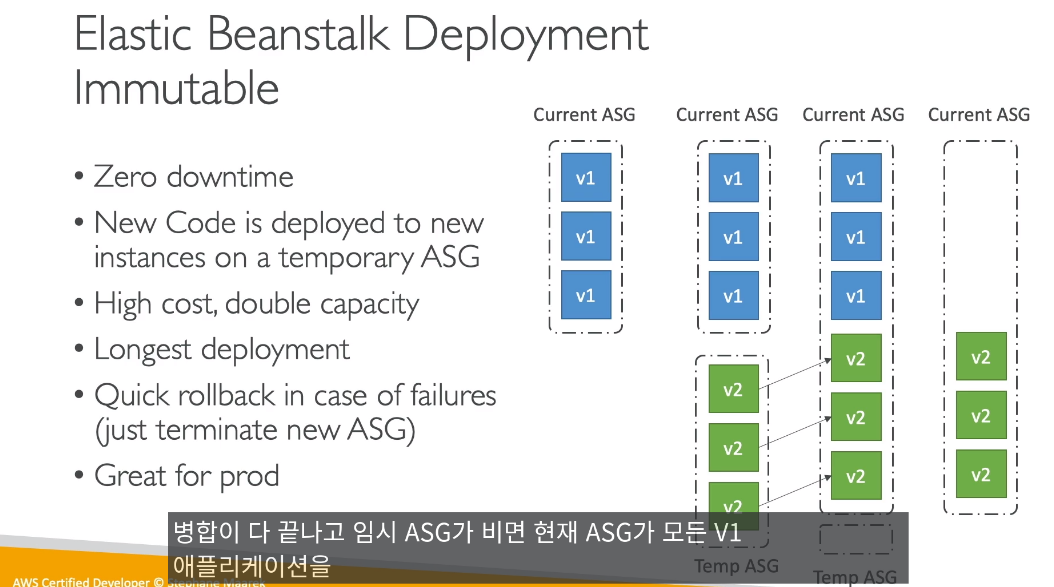 Elastic Beanstalk Deployment
Immutable
• Zero downtime
• New Code is deployed to new
instances on a temporary ASG
• High cost, double capacity
• Longest deployment
• Quick rollback in case of failures
(just terminate new ASG)
• Great for prod
Current ASG
v1
v1
v1
Current ASG
v1
v1
v1
v2
v2
v2
Temp ASG
Current ASG
v1
v1
v1
v2
v2
v2
Temp ASG
Current ASG
v2
v2
v2
병합이 다 끝나고 임시 ASG가 비면 현재 ASG가 모든 V1
애플리케이션을
AWS Certified Developer © Stephane Maarek